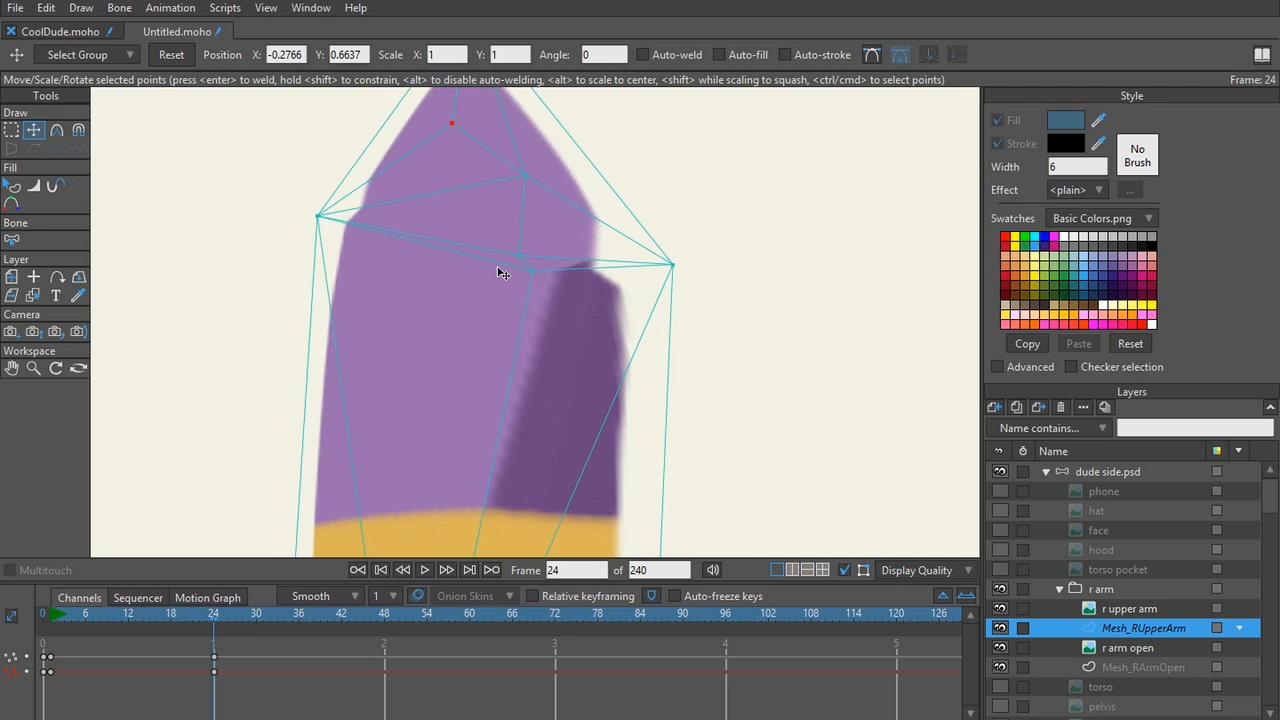 File Edit Draw Bone Animation Scripts View Window Help
CoolDude.moho Untitled.moho
Select Group Reset Position X: -0.2766 Y: 0.6637 Scale X: 1 Y: 1 Angle: 0 Auto-weld Auto-fill Auto-stroke
Move/Scale/Rotate selected points (press <enter> to weld, hold <shift> to constrain, <alt> to disable auto-welding, <alt> to scale to center, <shift> while scaling to squash, <ctrl/cmd> to select points) Frame: 24
Tools
Draw
Fill
Bone
Layer
T
Camera
Workspace
Style
Fill
Stroke
No
Brush
Width 6
Effect <plain> ...
Swatches Basic Colors.png
Copy Paste Reset
Advanced Checker selection
Layers
Name contains...
Name
dude side.psd
phone
hat
face
hood
torso pocket
r arm
r upper arm
Mesh_RUpperArm
r arm open
Mesh_RArmOpen
torso
pelvis
Multitouch Frame 24 of 240 Display Quality
Channels Sequencer Motion Graph Smooth 1 Onion Skins Relative keyframing Auto-freeze keys
0 6 12 18 24 30 36 42 48 54 60 66 72 78 84 90 96 102 108 114 120 126
0 1 2 3 4 5